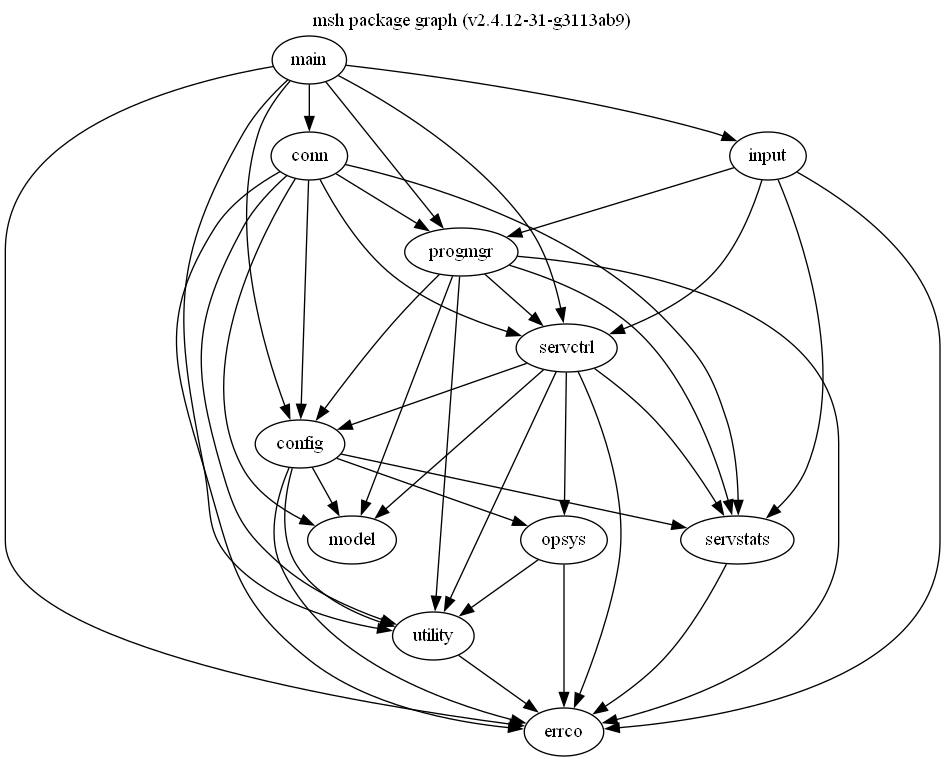 msh package graph (v2.4.12-31-g3113ab9)
main
conn
input
progmgr
servctrl
config
model
opsys
servstats
utility
errco